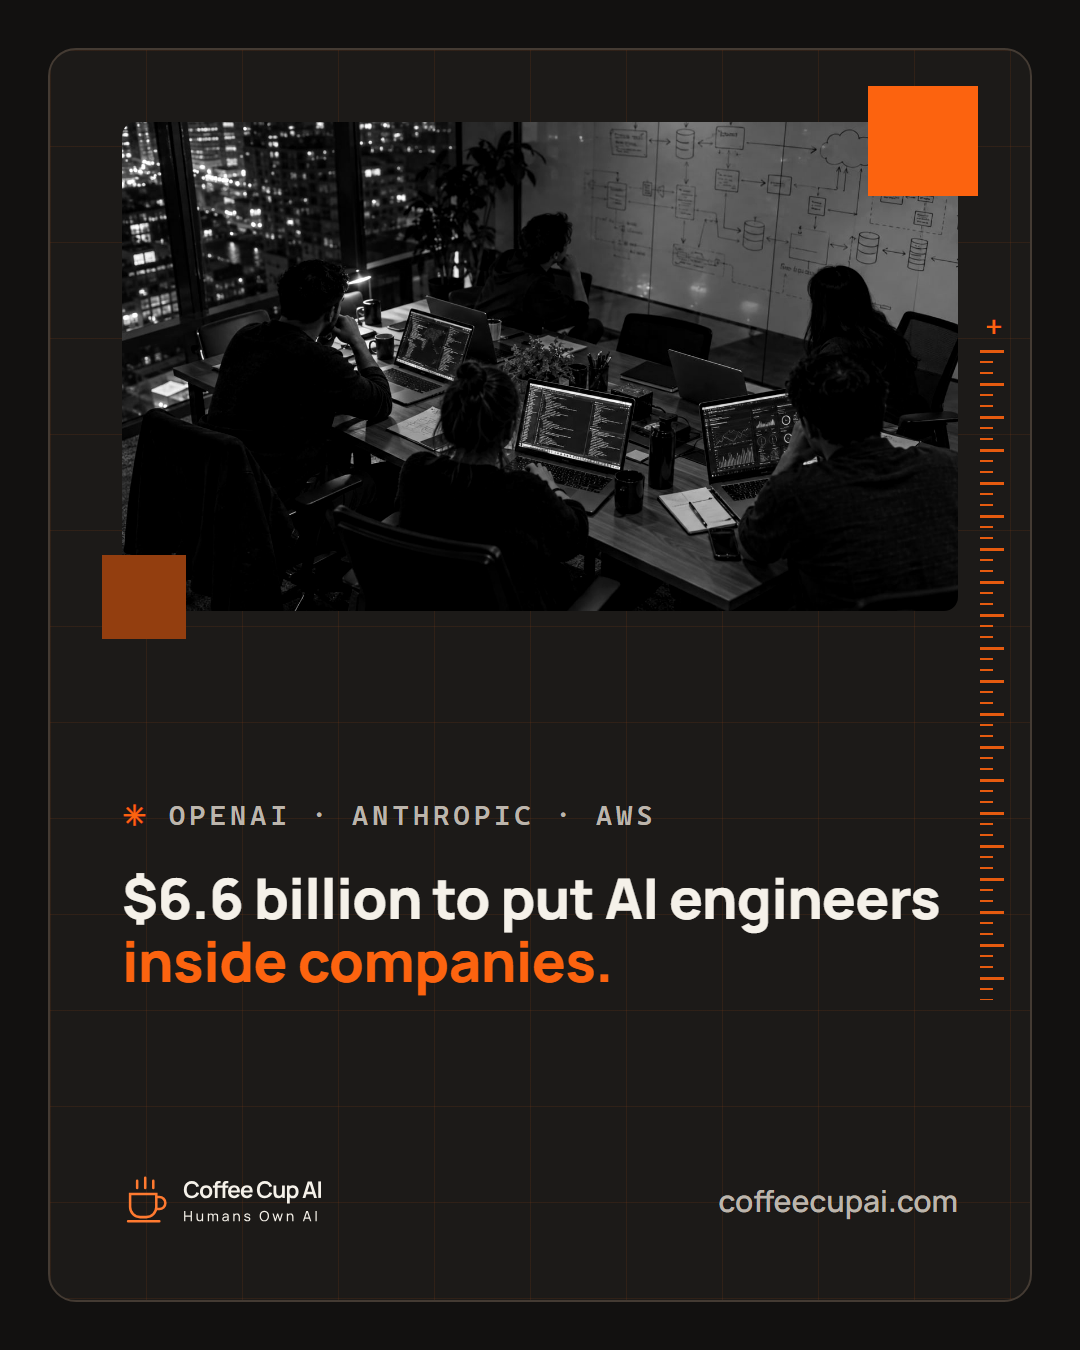 ✳ OPENAI · ANTHROPIC · AWS
$6.6 billion to put AI engineers
inside companies.
Coffee Cup AI
Humans Own AI
coffeecupai.com